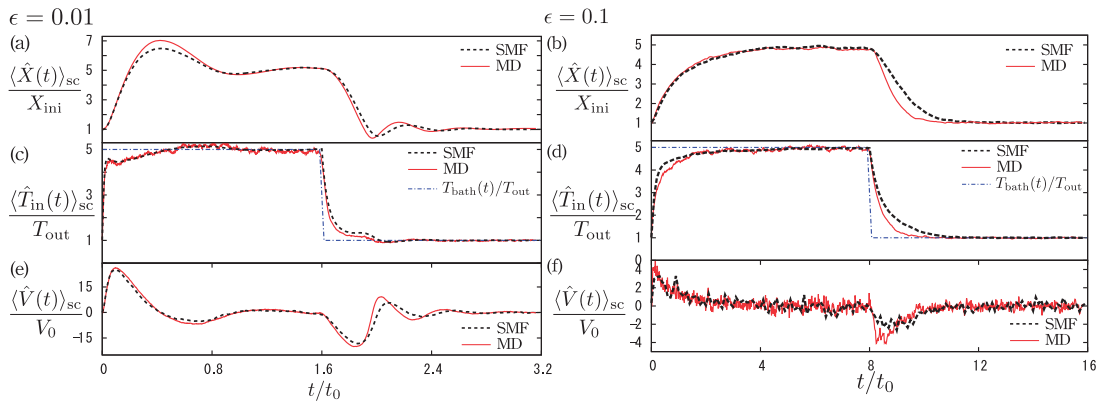 ϵ = 0.01
ϵ = 0.1
(a)
⟨X̂(t)⟩sc
Xini
7
5
3
1
SMF
MD
(b)
⟨X̂(t)⟩sc
Xini
5
4
3
2
1
0
SMF
MD
(c)
⟨T̂in(t)⟩sc
Tout
5
3
1
SMF
MD
Tbath(t)/Tout
(d)
⟨T̂in(t)⟩sc
Tout
5
4
3
2
1
0
SMF
MD
Tbath(t)/Tout
(e)
⟨V̂(t)⟩sc
V0
15
0
-15
SMF
MD
0 0.8 1.6 2.4 3.2
t/t0
(f)
⟨V̂(t)⟩sc
V0
4
2
0
-2
-4
SMF
MD
0 4 8 12 16
t/t0